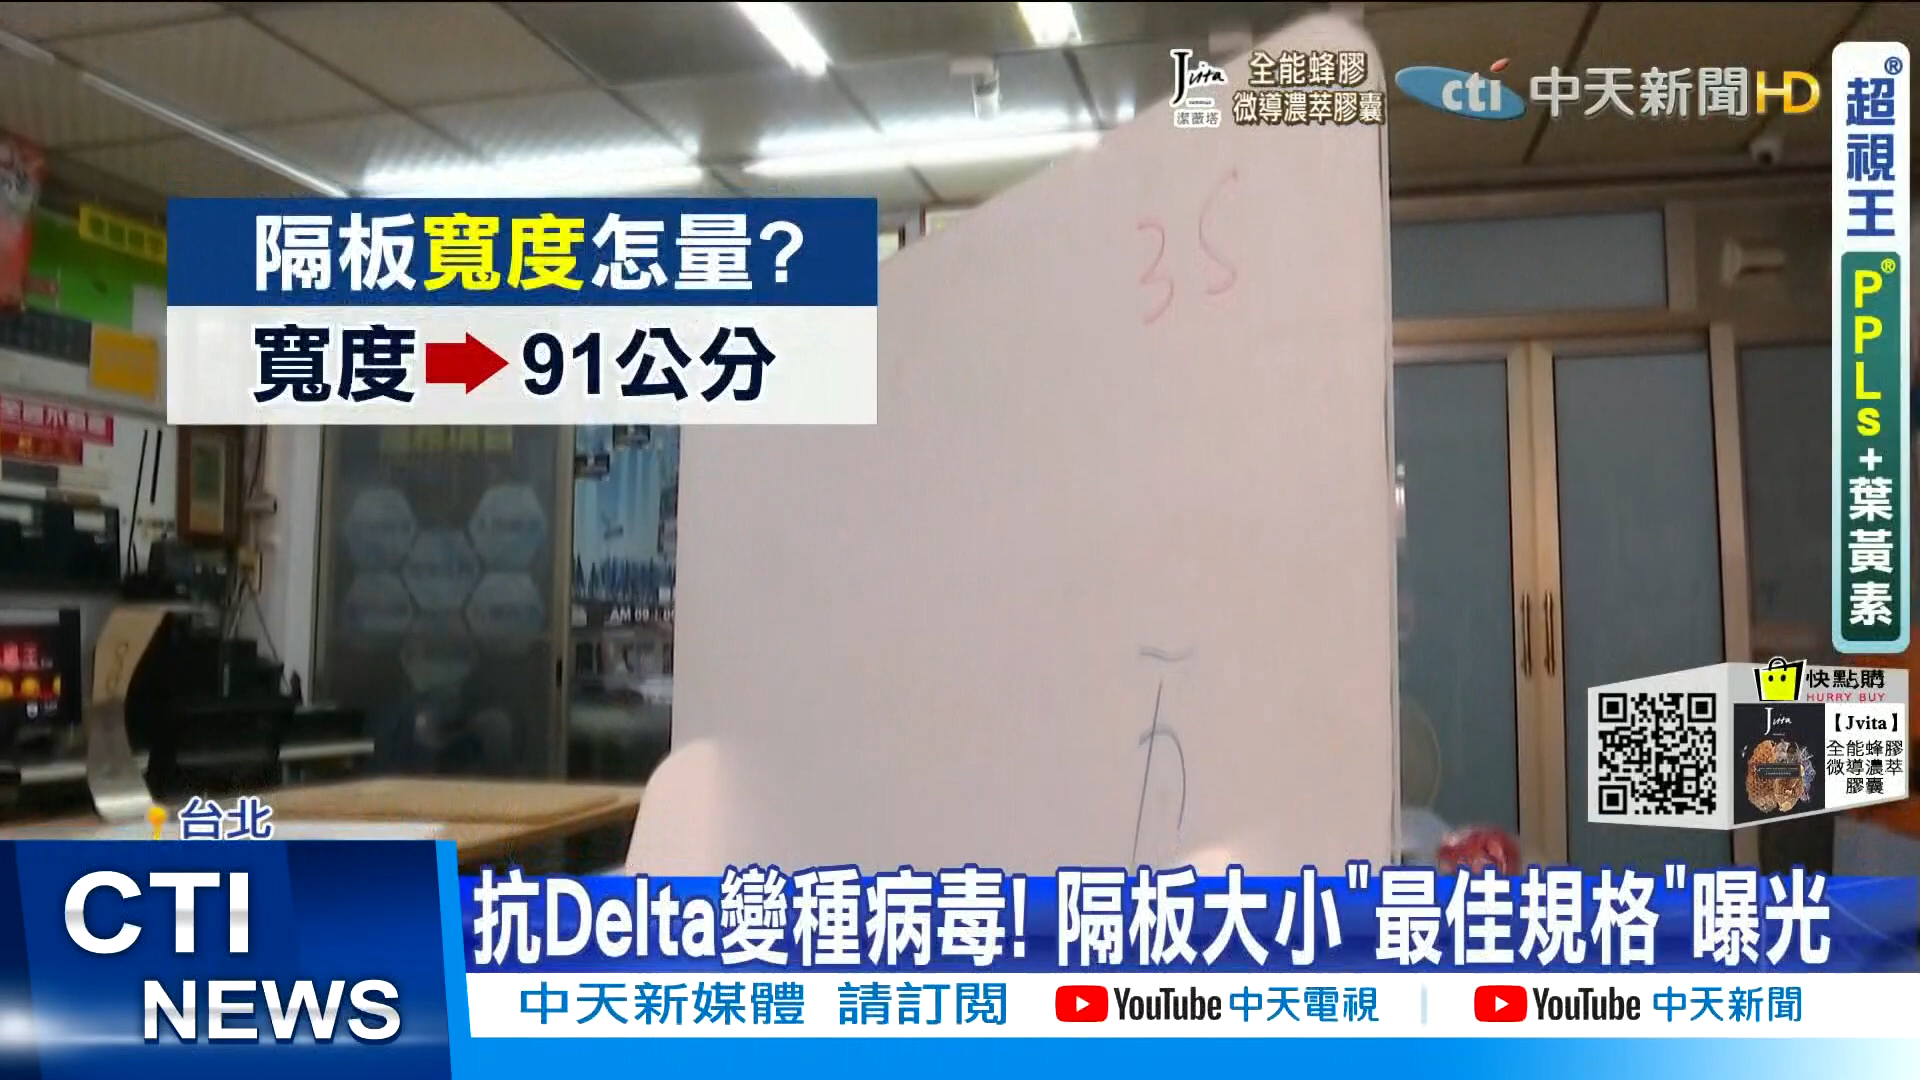 Jvita
潔薇塔
全能蜂膠
微導濃萃膠囊
cti 中天新聞HD
超視王®
PPLs®+葉黃素
隔板寬度怎量?
寬度➡91公分
35
快點購
HURRY BUY
Jvita
【Jvita】
全能蜂膠
微導濃萃
膠囊
台北
CTI
NEWS
抗Delta變種病毒! 隔板大小"最佳規格"曝光
中天新媒體 請訂閱 YouTube 中天電視 | YouTube 中天新聞